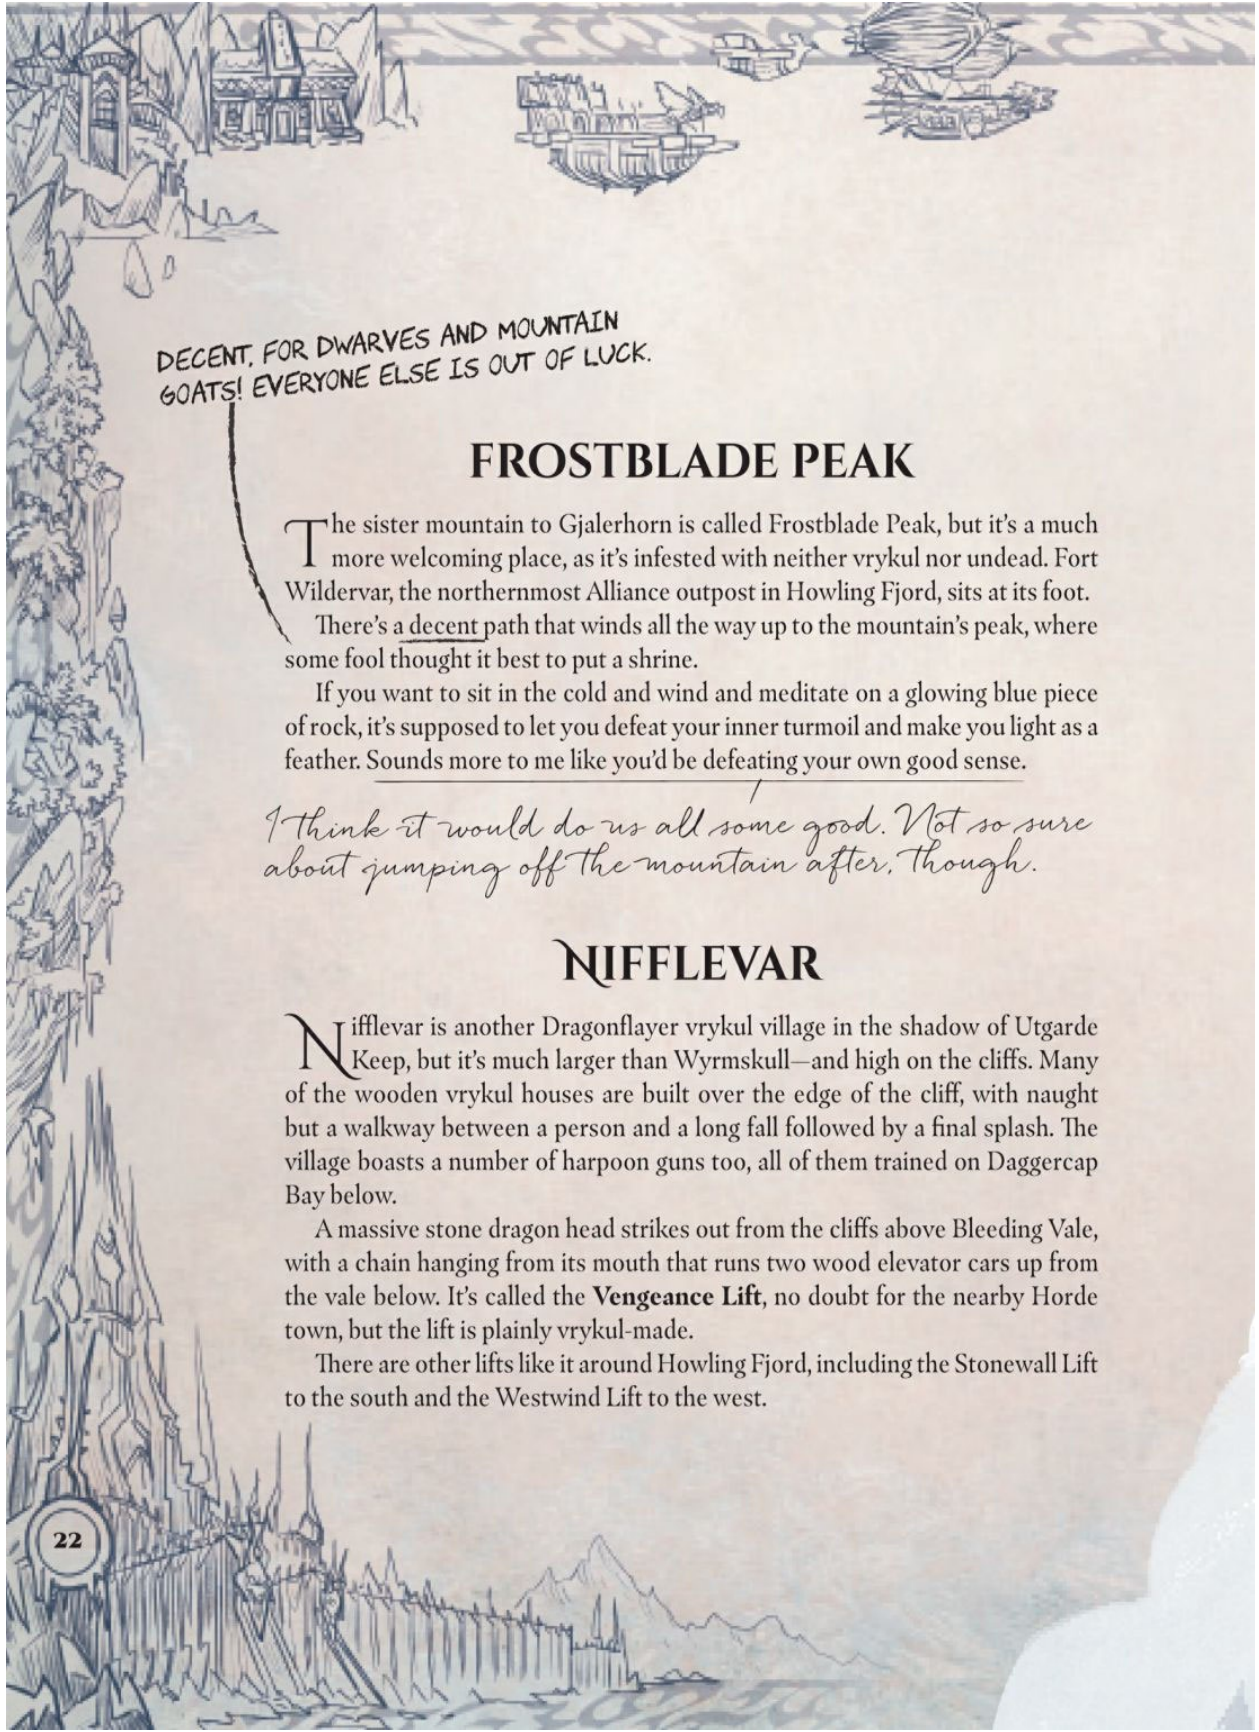 DECENT, FOR DWARVES AND MOUNTAIN
GOATS! EVERYONE ELSE IS OUT OF LUCK.
FROSTBLADE PEAK
The sister mountain to Gjalerhorn is called Frostblade Peak, but it's a much
more welcoming place, as it's infested with neither vrykul nor undead. Fort
Wildervar, the northernmost Alliance outpost in Howling Fjord, sits at its foot.
There's a decent path that winds all the way up to the mountain's peak, where
some fool thought it best to put a shrine.
If you want to sit in the cold and wind and meditate on a glowing blue piece
of rock, it's supposed to let you defeat your inner turmoil and make you light as a
feather. Sounds more to me like you'd be defeating your own good sense.
I think it would do us all some good. Not so sure
about jumping off the mountain after, though.
NIFFLEVAR
Nifflevar is another Dragonflayer vrykul village in the shadow of Utgarde
Keep, but it's much larger than Wyrmskull—and high on the cliffs. Many
of the wooden vrykul houses are built over the edge of the cliff, with naught
but a walkway between a person and a long fall followed by a final splash. The
village boasts a number of harpoon guns too, all of them trained on Daggercap
Bay below.
A massive stone dragon head strikes out from the cliffs above Bleeding Vale,
with a chain hanging from its mouth that runs two wood elevator cars up from
the vale below. It's called the Vengeance Lift, no doubt for the nearby Horde
town, but the lift is plainly vrykul-made.
There are other lifts like it around Howling Fjord, including the Stonewall Lift
to the south and the Westwind Lift to the west.
22